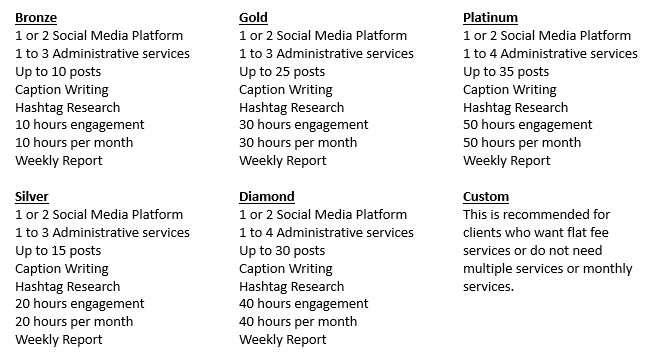 Bronze
1 or 2 Social Media Platform
1 to 3 Administrative services
Up to 10 posts
Caption Writing
Hashtag Research
10 hours engagement
10 hours per month
Weekly Report
Silver
1 or 2 Social Media Platform
1 to 3 Administrative services
Up to 15 posts
Caption Writing
Hashtag Research
20 hours engagement
20 hours per month
Weekly Report
Gold
1 or 2 Social Media Platform
1 to 3 Administrative services
Up to 25 posts
Caption Writing
Hashtag Research
30 hours engagement
30 hours per month
Weekly Report
Diamond
1 or 2 Social Media Platform
1 to 4 Administrative services
Up to 30 posts
Caption Writing
Hashtag Research
40 hours engagement
40 hours per month
Weekly Report
Platinum
1 or 2 Social Media Platform
1 to 4 Administrative services
Up to 35 posts
Caption Writing
Hashtag Research
50 hours engagement
50 hours per month
Weekly Report
Custom
This is recommended for
clients who want flat fee
services or do not need
multiple services or monthly
services.